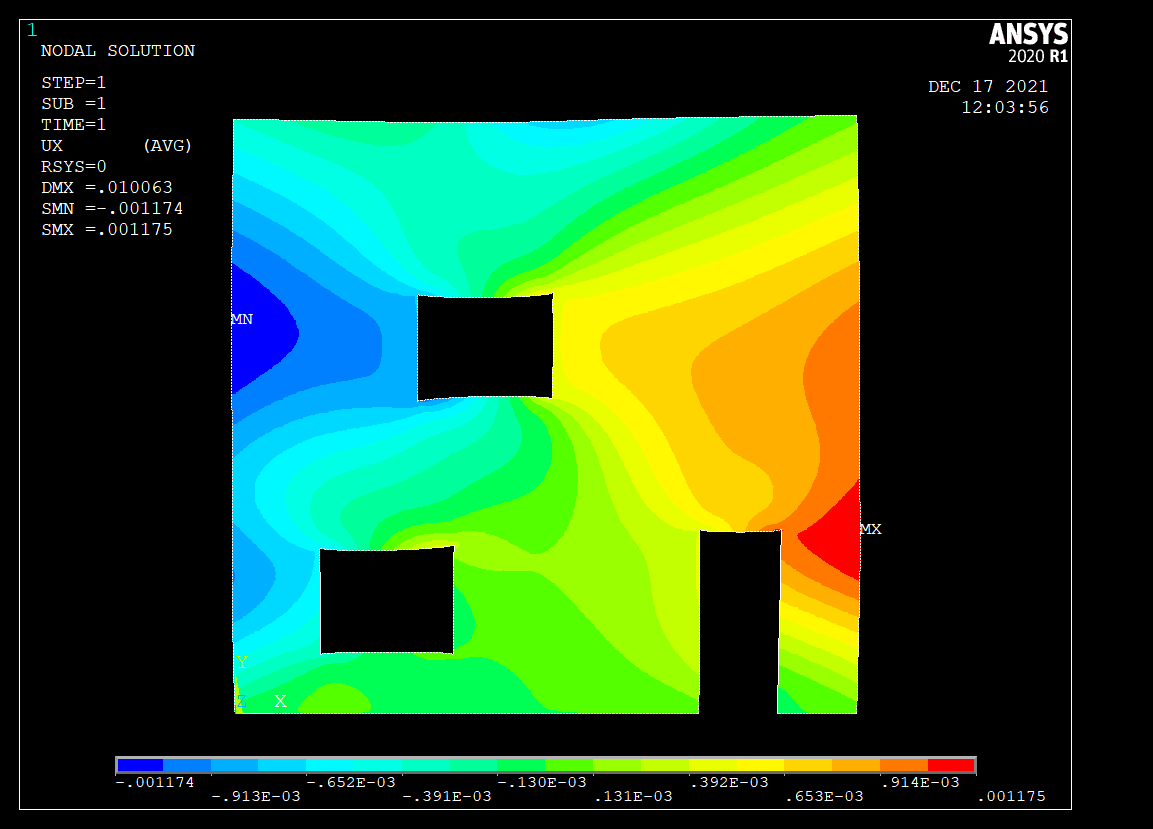 1
NODAL SOLUTION
STEP=1
SUB =1
TIME=1
UX (AVG)
RSYS=0
DMX =.010063
SMN =-.001174
SMX =.001175
ANSYS
2020 R1
DEC 17 2021
12:03:56
MN
MX
Y
Z X
-.001174 -.652E-03 -.130E-03 .392E-03 .914E-03
-.913E-03 -.391E-03 .131E-03 .653E-03 .001175